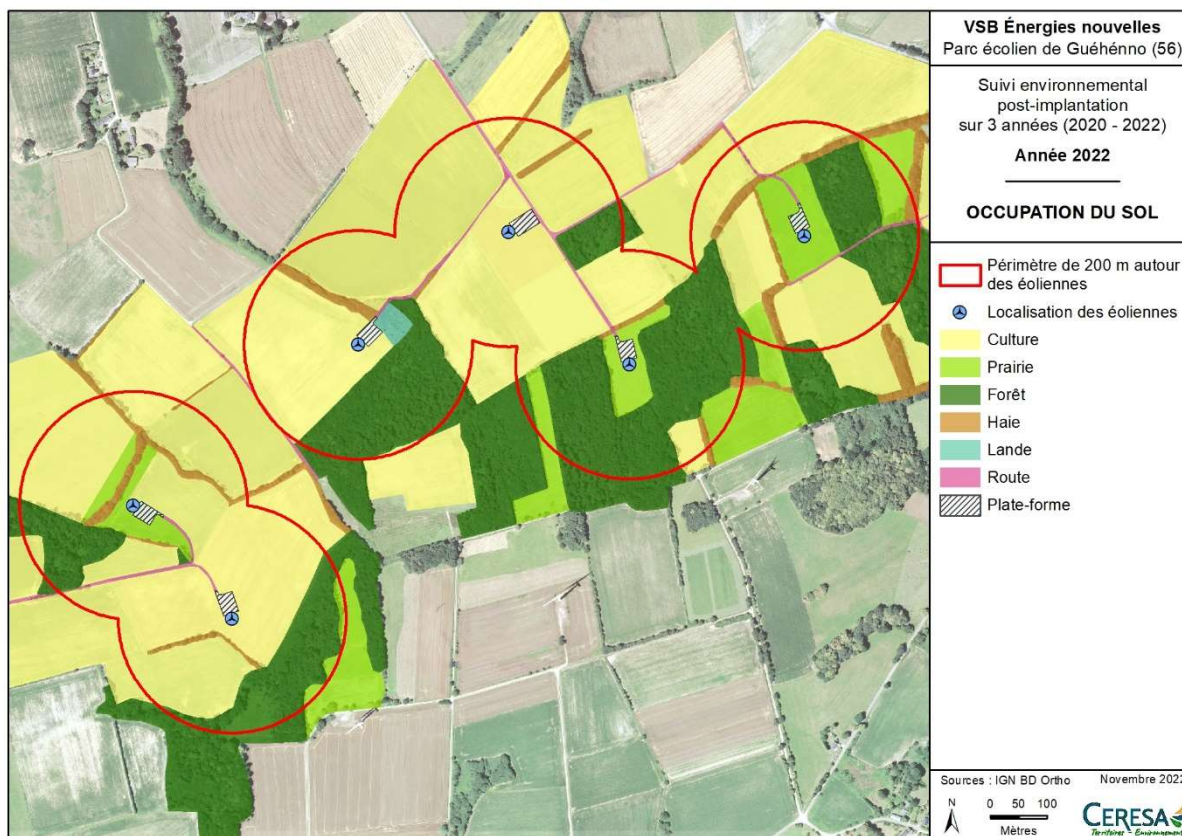 VSB Énergies nouvelles
Parc écolien de Guéhénno (56)
Suivi environnemental
post-implantation
sur 3 années (2020 - 2022)
Année 2022
OCCUPATION DU SOL
Périmètre de 200 m autour
des éoliennes
Localisation des éoliennes
Culture
Prairie
Forêt
Haie
Lande
Route
Plate-forme
Sources : IGN BD Ortho
Novembre 2022
N
0 50 100
Mètres
CERESA
Territoires - Environnement